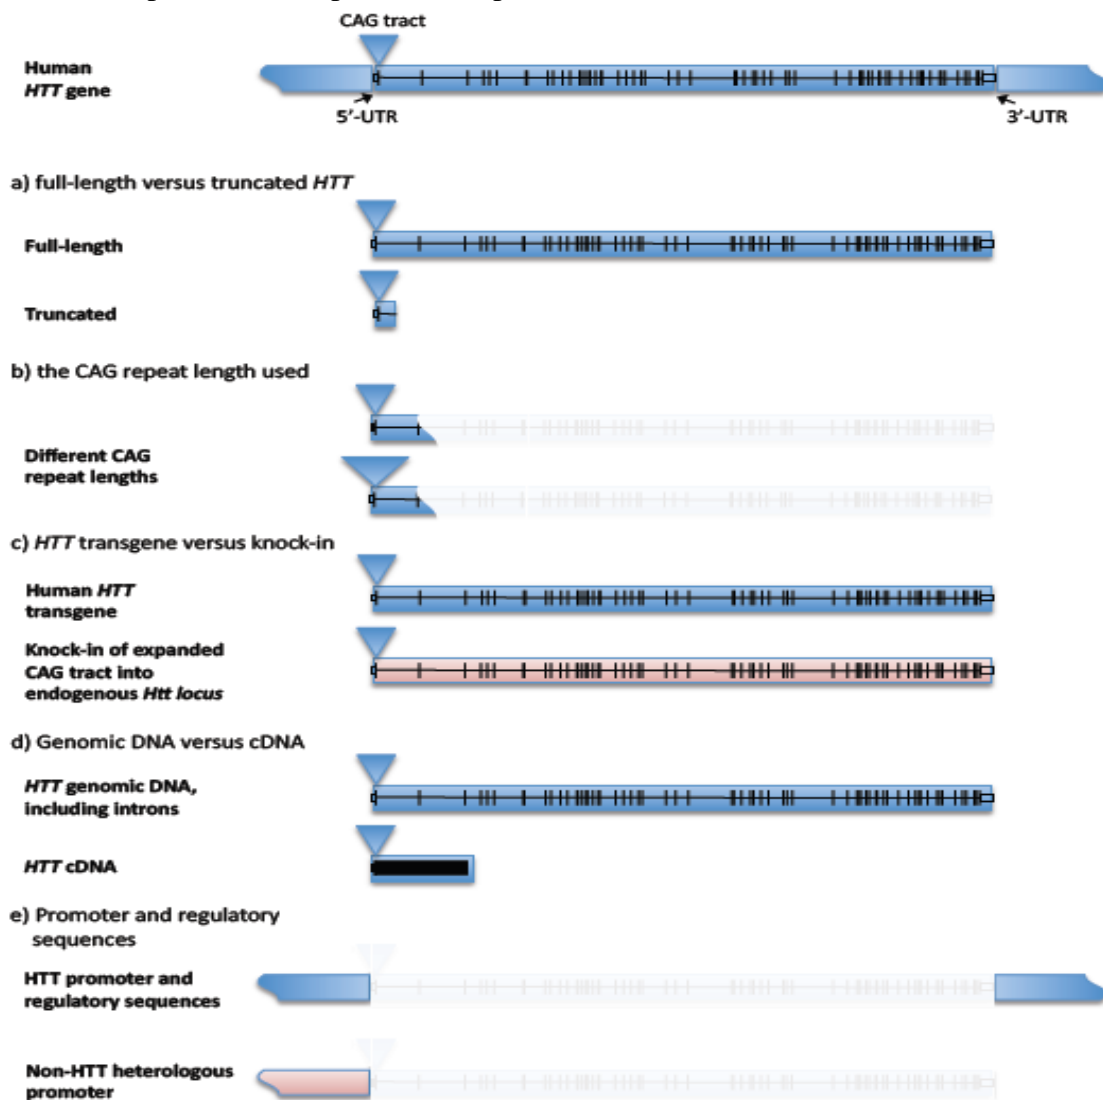 CAG tract
Human
HTT gene
5'-UTR
3'-UTR
a) full-length versus truncated HTT
Full-length
Truncated
b) the CAG repeat length used
Different CAG
repeat lengths
c) HTT transgene versus knock-in
Human HTT
transgene
Knock-in of expanded
CAG tract into
endogenous Htt locus
d) Genomic DNA versus cDNA
HTT genomic DNA,
including introns
HTT cDNA
e) Promoter and regulatory
sequences
HTT promoter and
regulatory sequences
Non-HTT heterologous
promoter